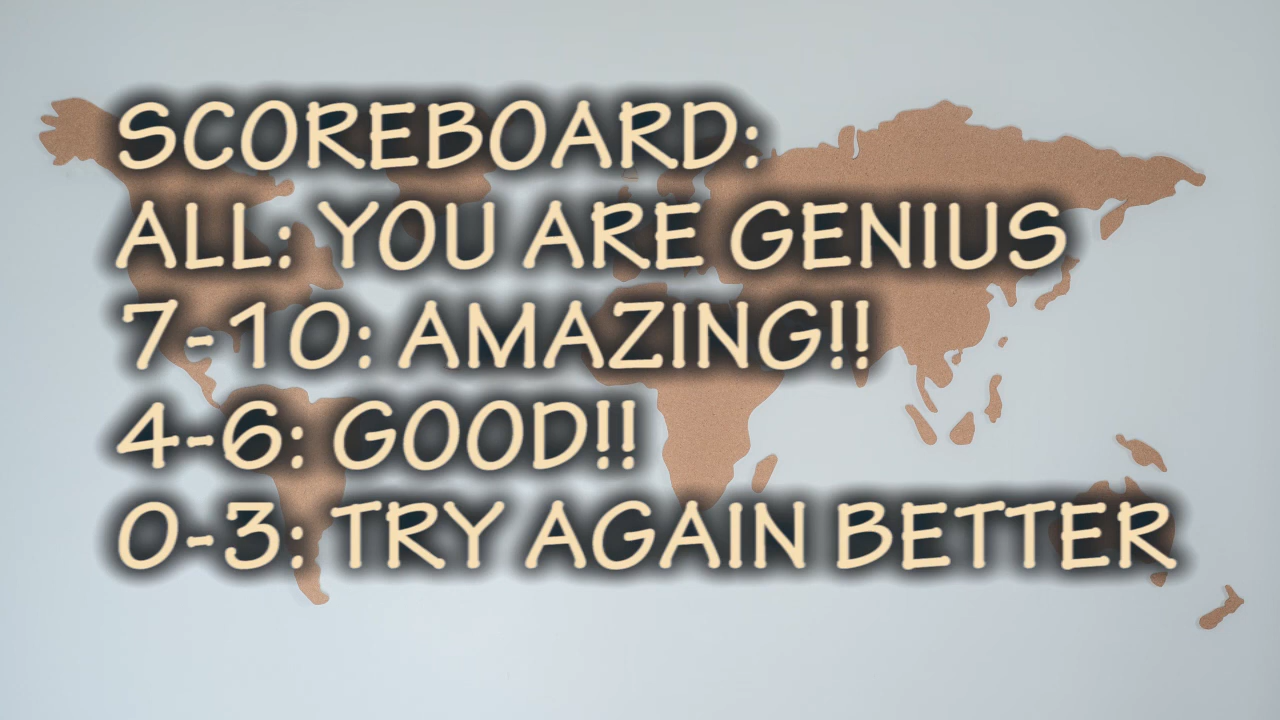 SCOREBOARD:
ALL: YOU ARE GENIUS
7-10: AMAZING!!
4-6: GOOD!!
0-3: TRY AGAIN BETTER